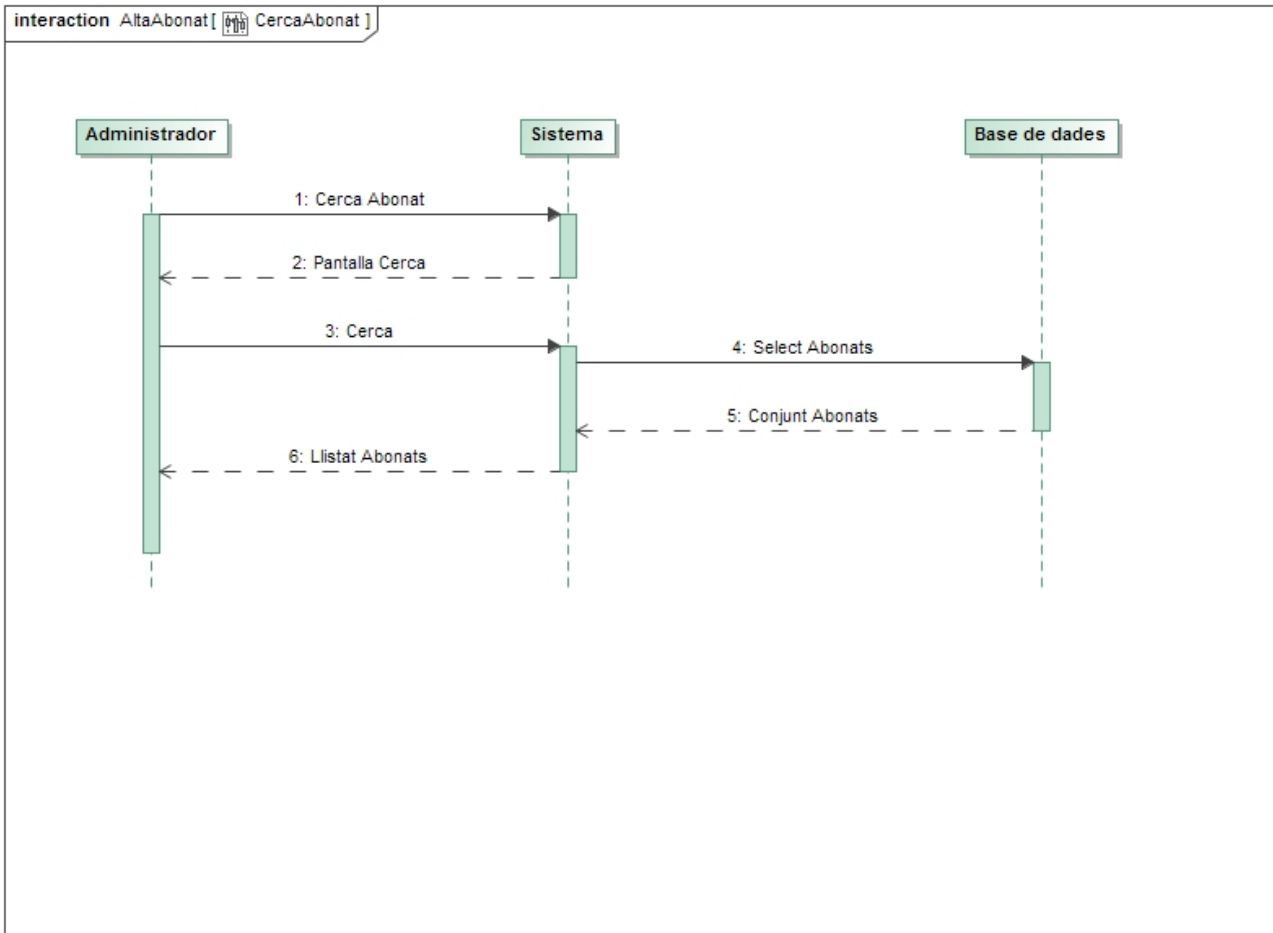 interaction AltaAbonat[ CercaAbonat ]
Administrador
Sistema
Base de dades
1: Cerca Abonat
2: Pantalla Cerca
3: Cerca
4: Select Abonats
5: Conjunt Abonats
6: Llistat Abonats